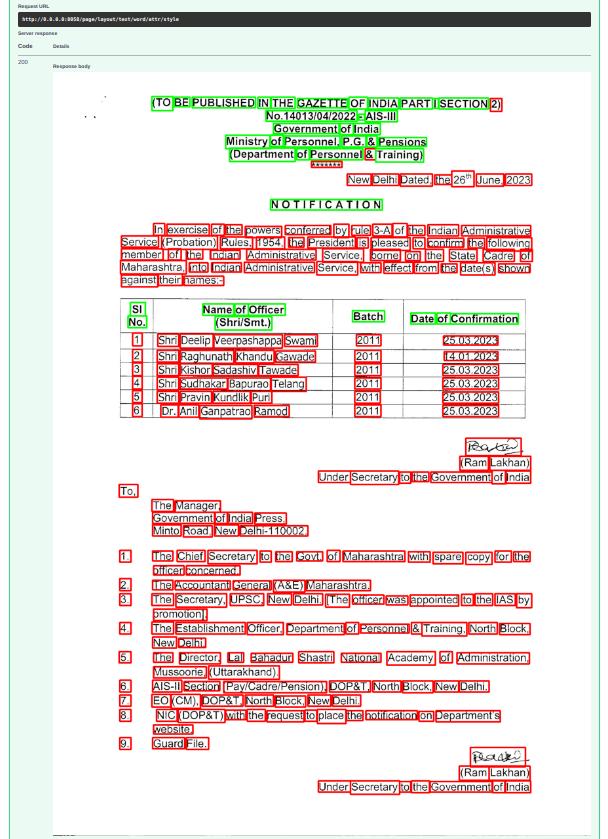 Request URL
http://0.0.0.0:8058/page/layout/text/word/attr/style
Server response
Code Details
200
Response body
(TO BE PUBLISHED IN THE GAZETTE OF INDIA PART I SECTION 2)
No.14013/04/2022 - AIS-III
Government of India
Ministry of Personnel. P.G. & Pensions
(Department of Personnel & Training)
*******
New Delhi Dated, the 26th June, 2023
NOTIFICATION
In exercise of the powers conferred by rule 3-A of the Indian Administrative
Service (Probation) Rules, 1954, the President is pleased to confirm the following
member of the Indian Administrative Service, borne on the State Cadre of
Maharashtra, into Indian Administrative Service, with effect from the date(s) shown
against their names:-
Sl No. Name of Officer (Shri/Smt.) Batch Date of Confirmation
1 Shri Deelip Veerpashappa Swami 2011 25.03.2023
2 Shri Raghunath Khandu Gawade 2011 14.01.2023
3 Shri Kishor Sadashiv Tawade 2011 25.03.2023
4 Shri Sudhakar Bapurao Telang 2011 25.03.2023
5 Shri Pravin Kundlik Puri 2011 25.03.2023
6 Dr. Anil Ganpatrao Ramod 2011 25.03.2023
(Ram Lakhan)
Under Secretary to the Government of India
To,
The Manager,
Government of India Press.
Minto Road, New Delhi-110002.
1. The Chief Secretary to the Govt. of Maharashtra with spare copy for the
officer concerned.
2. The Accountant General (A&E) Maharashtra.
3 The Secretary, UPSC, New Delhi. [The officer was appointed to the IAS by
promotion].
4. The Establishment Officer, Department of Personnel & Training, North Block,
New Delhi
5. The Director, Lal Bahadur Shastri National Academy of Administration,
Mussoorie, (Uttarakhand).
6 AIS-II Section (Pay/Cadre/Pension), DOP&T, North Block, New Delhi.
7 EO (CM), DOP&T, North Block, New Delhi.
8 NIC (DOP&T) with the request to place the notification on Department's
website.
9. Guard File.
(Ram Lakhan)
Under Secretary to the Government of India